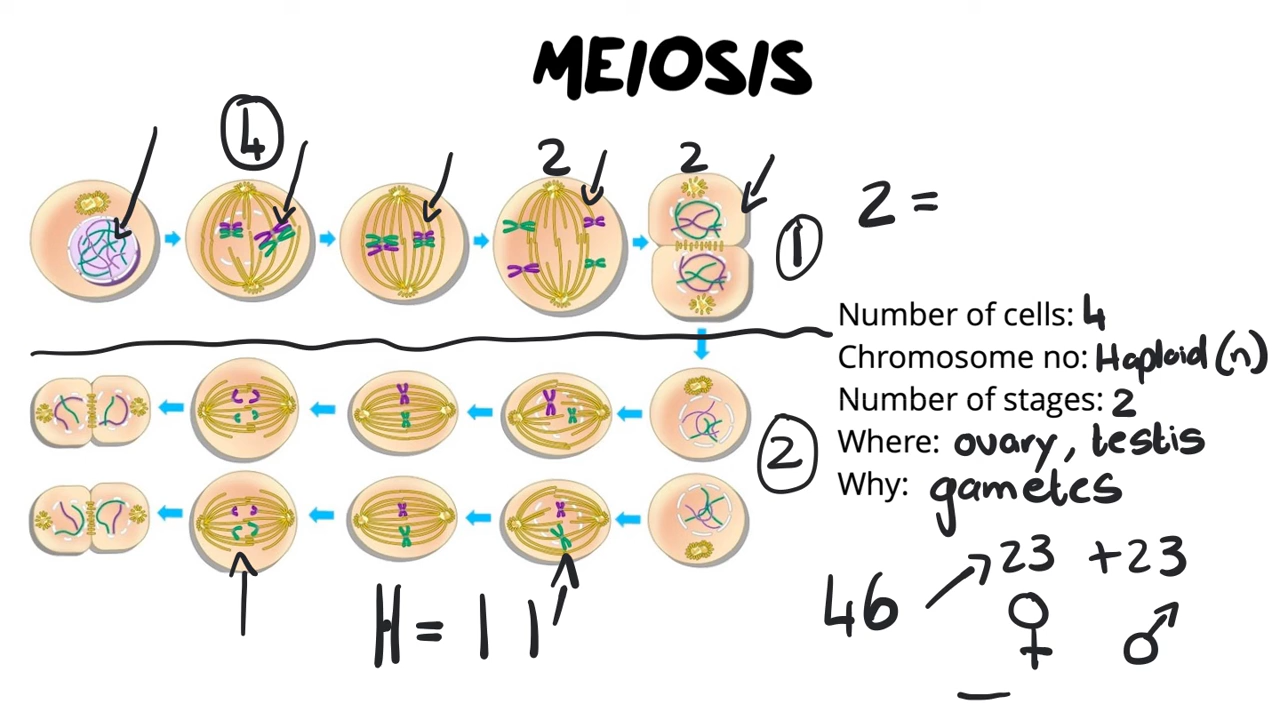 MEIOSIS
4
2
2
1
2 =
Number of cells: 4
Chromosome no: Haploid (n)
Number of stages: 2
Where: ovary, testis
Why: gametes
2
23 + 23
46
♀ ♂
H = 11